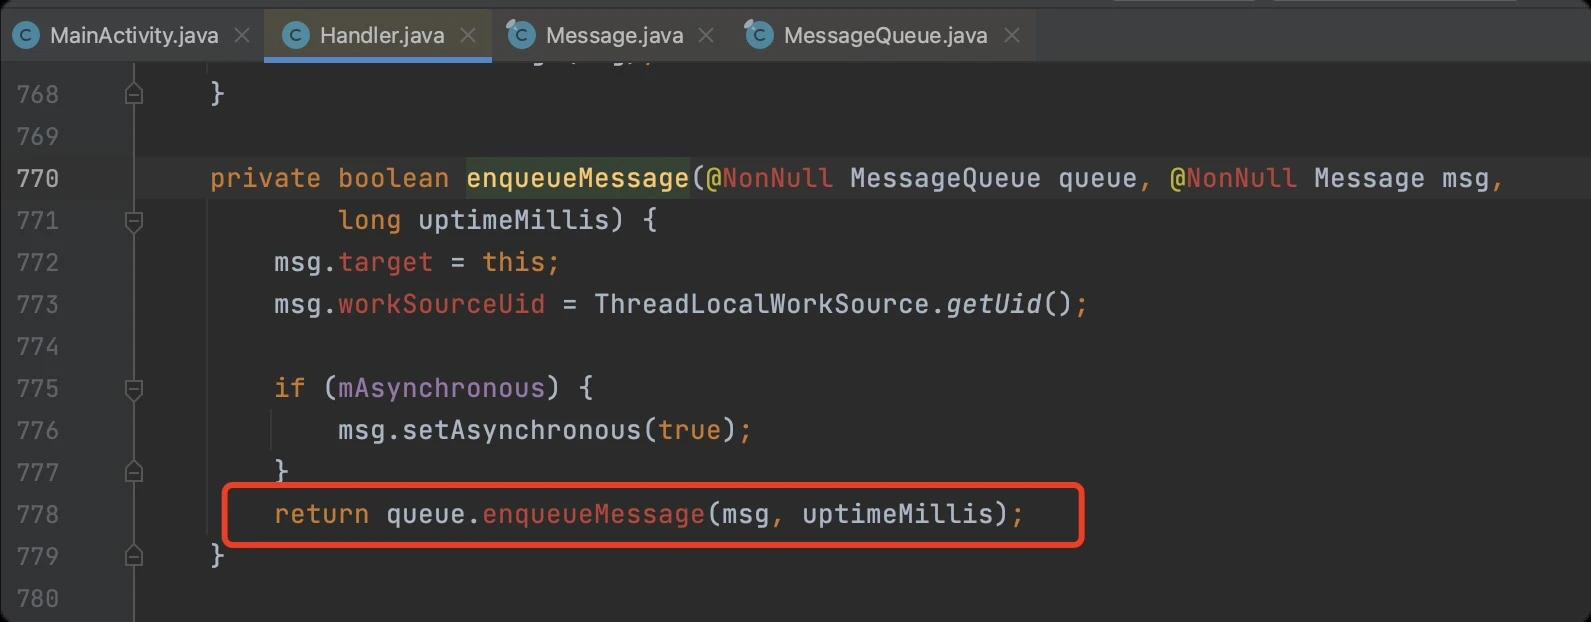 MainActivity.java Handler.java Message.java MessageQueue.java
768 }
769
770 private boolean enqueueMessage(@NonNull MessageQueue queue, @NonNull Message msg,
771 long uptimeMillis) {
772 msg.target = this;
773 msg.workSourceUid = ThreadLocalWorkSource.getUid();
774
775 if (mAsynchronous) {
776 msg.setAsynchronous(true);
777 }
778 return queue.enqueueMessage(msg, uptimeMillis);
779 }
780